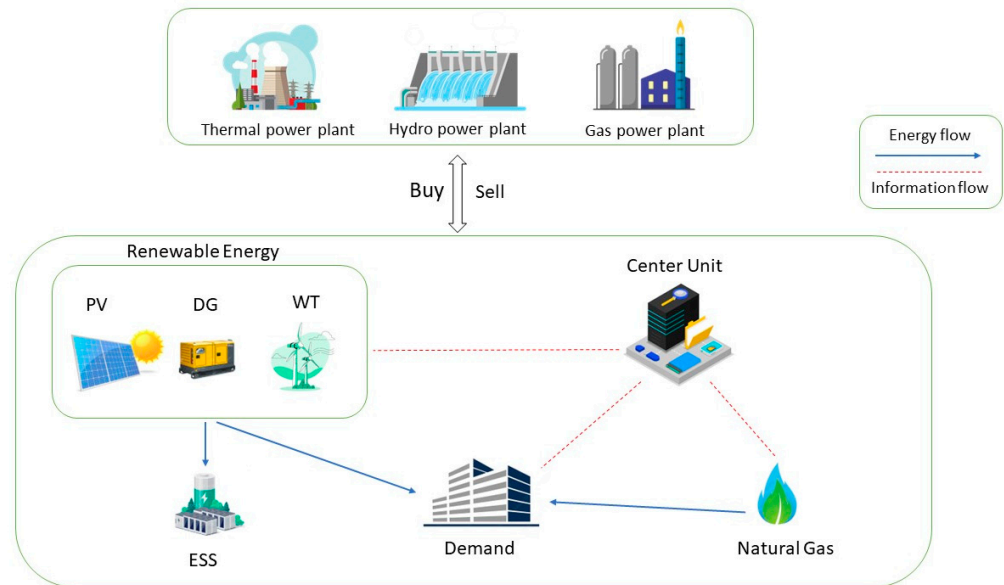 Thermal power plant
Hydro power plant
Gas power plant
Energy flow
Information flow
Buy
Sell
Renewable Energy
Center Unit
PV
DG
WT
ESS
Demand
Natural Gas